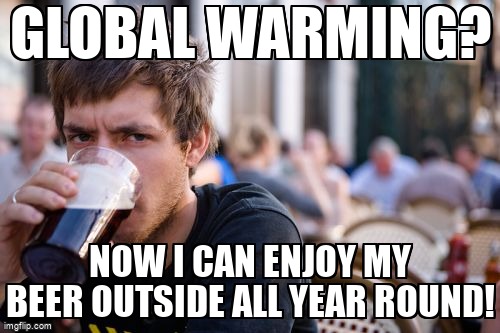 GLOBAL WARMING?
NOW I CAN ENJOY MY
BEER OUTSIDE ALL YEAR ROUND!
imgflip.com